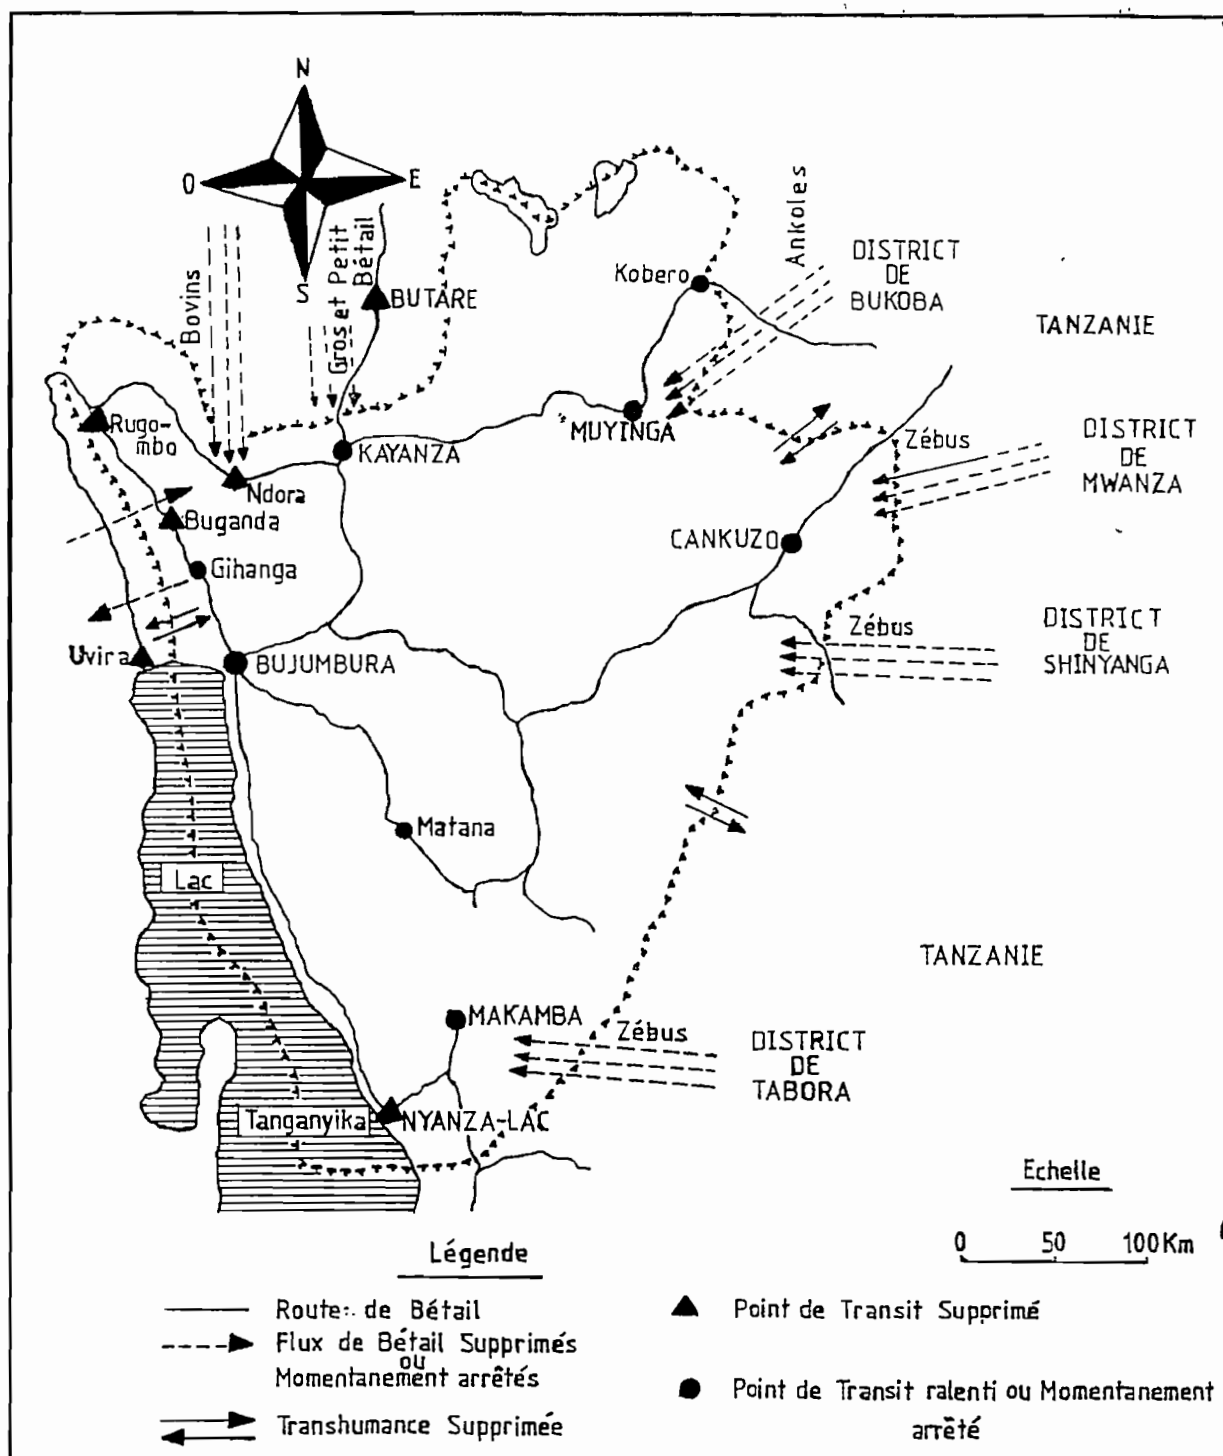 N
O
E
S
Bovins
Gros et Petit
Bétail
BUTARE
Ankoles
Kobero
DISTRICT
DE
BUKOBA
TANZANIE
Rugo-
mbo
MUYINGA
KAYANZA
Ndora
Zébus
DISTRICT
DE
MWANZA
Buganda
CANKUZO
Gihanga
Zébus
DISTRICT
DE
SHINYANGA
Uvira
BUJUMBURA
Matana
Lac
TANZANIE
MAKAMBA
Zébus
DISTRICT
DE
TABORA
Tanganyika
NYANZA-LAC
Echelle
0 50 100Km
Légende
Route:. de Bétail
Flux de Bétail Supprimés
ou
Momentanement arrêtés
Transhumance Supprimée
Point de Transit Supprimé
Point de Transit ralenti ou Momentanement
arrêté